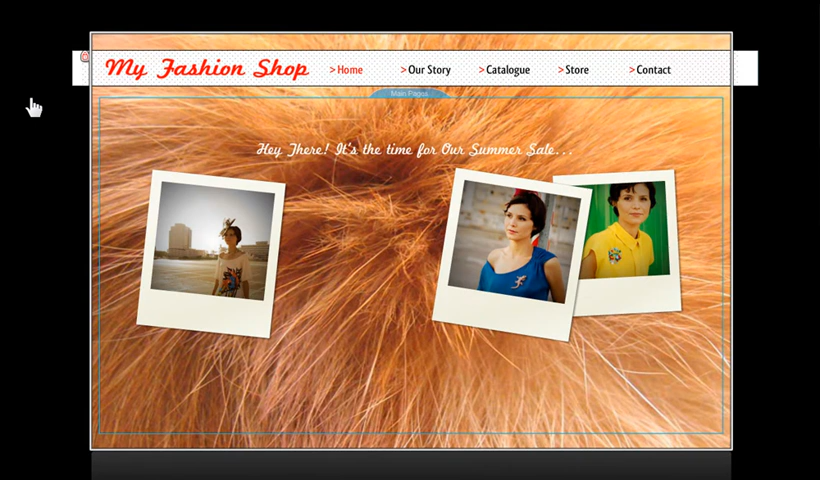 My Fashion Shop
> Home > Our Story > Catalogue > Store > Contact
Main Pages
Hey There! It's the time for Our Summer Sale...